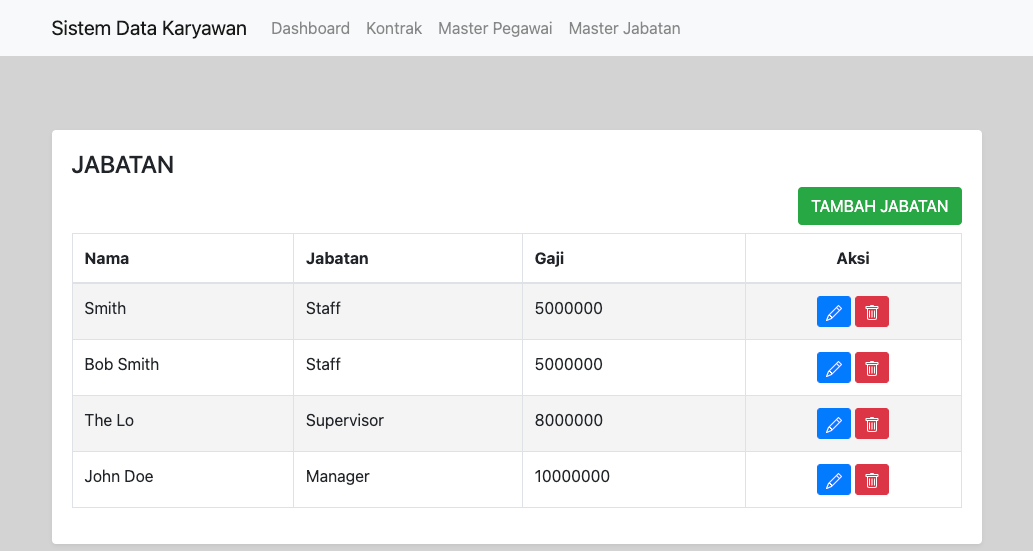 Sistem Data Karyawan Dashboard Kontrak Master Pegawai Master Jabatan
JABATAN
TAMBAH JABATAN
Nama Jabatan Gaji Aksi
Smith Staff 5000000
Bob Smith Staff 5000000
The Lo Supervisor 8000000
John Doe Manager 10000000